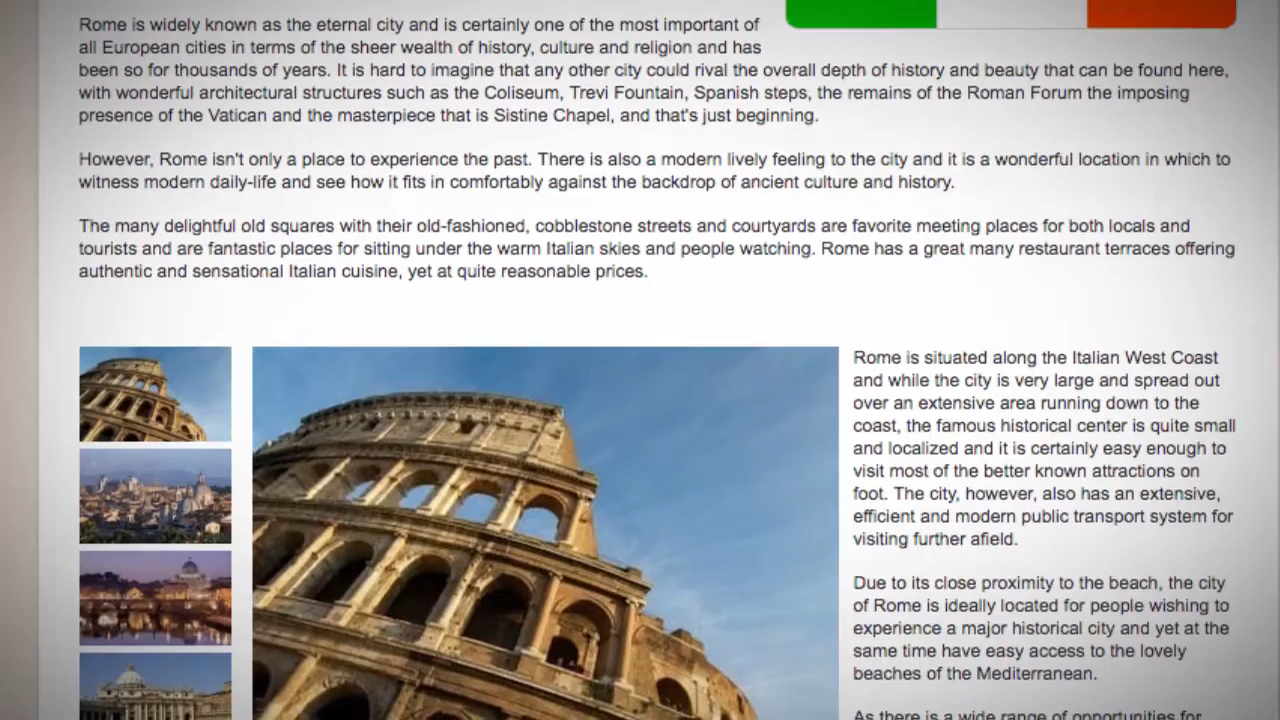 Rome is widely known as the eternal city and is certainly one of the most important of
all European cities in terms of the sheer wealth of history, culture and religion and has
been so for thousands of years. It is hard to imagine that any other city could rival the overall depth of history and beauty that can be found here,
with wonderful architectural structures such as the Coliseum, Trevi Fountain, Spanish steps, the remains of the Roman Forum the imposing
presence of the Vatican and the masterpiece that is Sistine Chapel, and that's just beginning.
However, Rome isn't only a place to experience the past. There is also a modern lively feeling to the city and it is a wonderful location in which to
witness modern daily-life and see how it fits in comfortably against the backdrop of ancient culture and history.
The many delightful old squares with their old-fashioned, cobblestone streets and courtyards are favorite meeting places for both locals and
tourists and are fantastic places for sitting under the warm Italian skies and people watching. Rome has a great many restaurant terraces offering
authentic and sensational Italian cuisine, yet at quite reasonable prices.
Rome is situated along the Italian West Coast
and while the city is very large and spread out
over an extensive area running down to the
coast, the famous historical center is quite small
and localized and it is certainly easy enough to
visit most of the better known attractions on
foot. The city, however, also has an extensive,
efficient and modern public transport system for
visiting further afield.
Due to its close proximity to the beach, the city
of Rome is ideally located for people wishing to
experience a major historical city and yet at the
same time have easy access to the lovely
beaches of the Mediterranean.
As there is a wide range of opportunities for